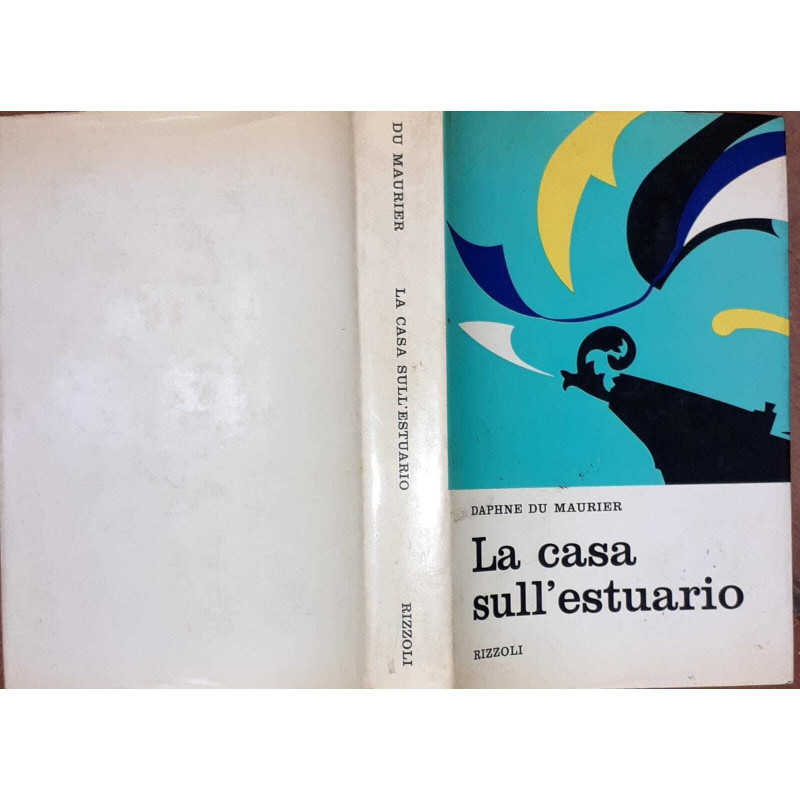 DU MAURIER
LA CASA SULL'ESTUARIO
RIZZOLI
DAPHNE DU MAURIER
La casa
sull'estuario
RIZZOLI